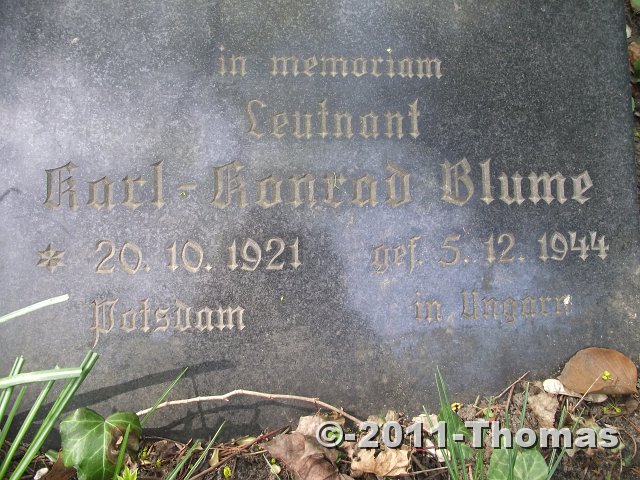 in memoriam
Leutnant
Karl-Konrad Blume
* 20. 10. 1921 gef. 5. 12. 1944
Potsdam in Ungarn
©-2011-Thomas